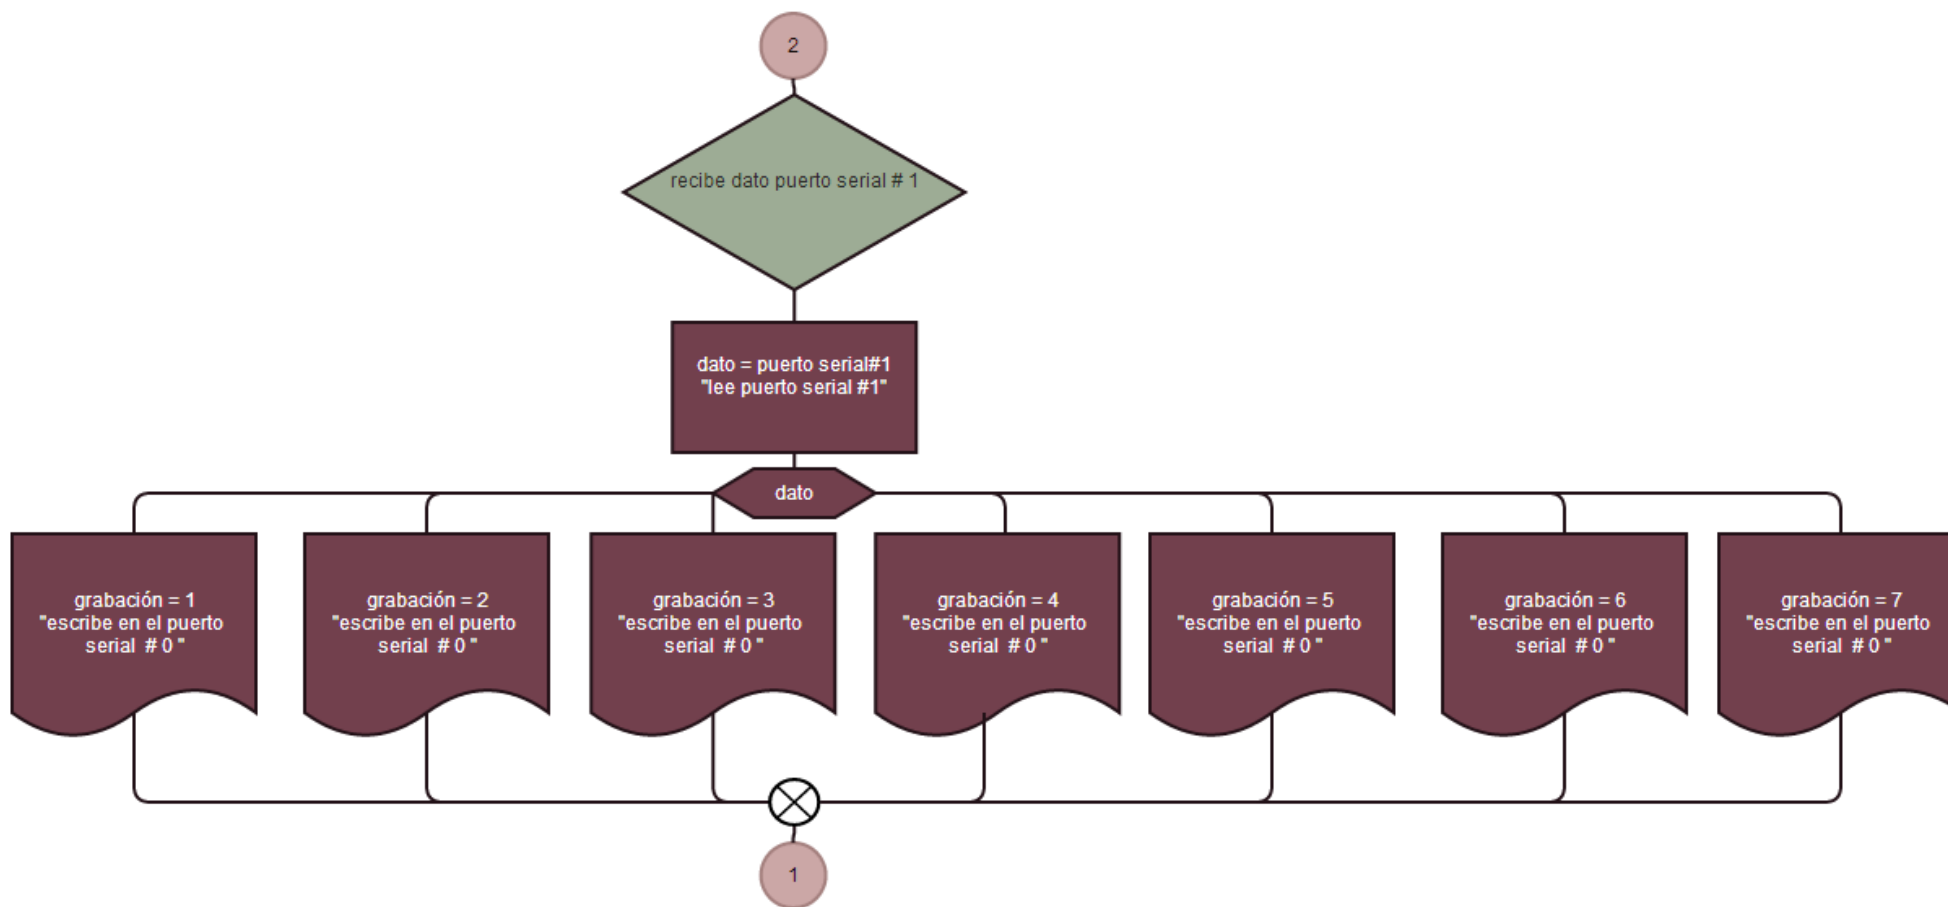 2
recibe dato puerto serial # 1
dato = puerto serial#1
"lee puerto serial #1"
dato
grabación = 1
"escribe en el puerto
serial # 0 "
grabación = 2
"escribe en el puerto
serial # 0 "
grabación = 3
"escribe en el puerto
serial # 0 "
grabación = 4
"escribe en el puerto
serial # 0 "
grabación = 5
"escribe en el puerto
serial # 0 "
grabación = 6
"escribe en el puerto
serial # 0 "
grabación = 7
"escribe en el puerto
serial # 0 "
1